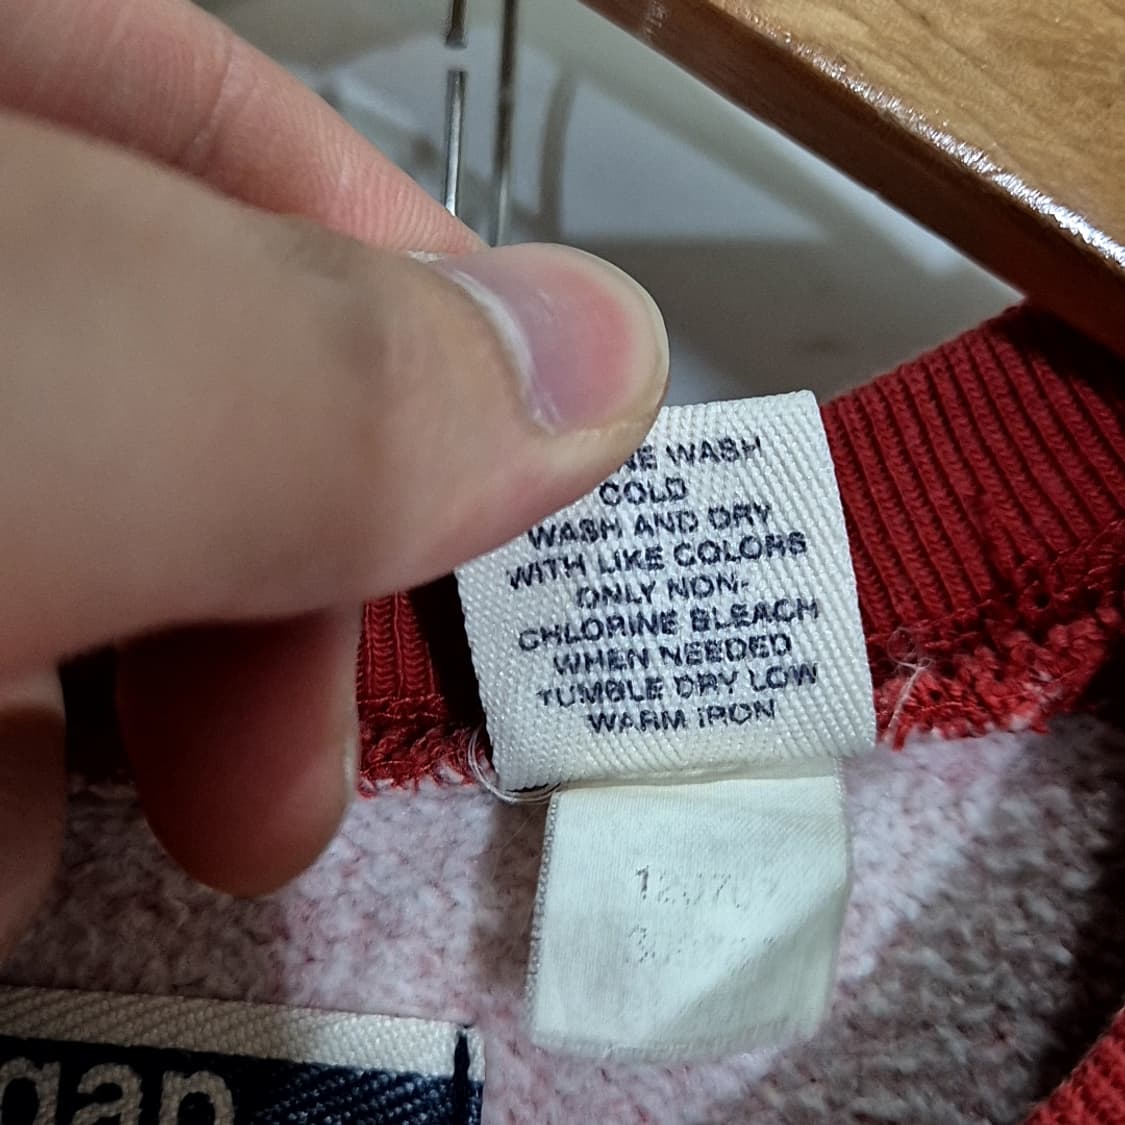 NE WASH
COLD
WASH AND DRY
WITH LIKE COLORS
ONLY NON-
CHLORINE BLEACH
WHEN NEEDED
TUMBLE DRY LOW
WARM IRON
gap